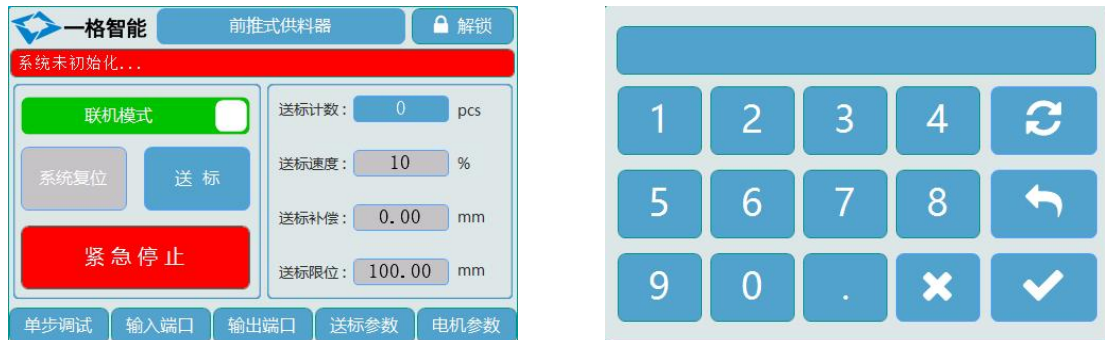 一格智能 前推式供料器 解锁
系统未初始化...
联机模式
系统复位 送 标
紧 急 停 止
送标计数: 0 pcs
送标速度: 10 %
送标补偿: 0.00 mm
送标限位: 100.00 mm
单步调试 输入端口 输出端口 送标参数 电机参数
1 2 3 4
5 6 7 8
9 0 .